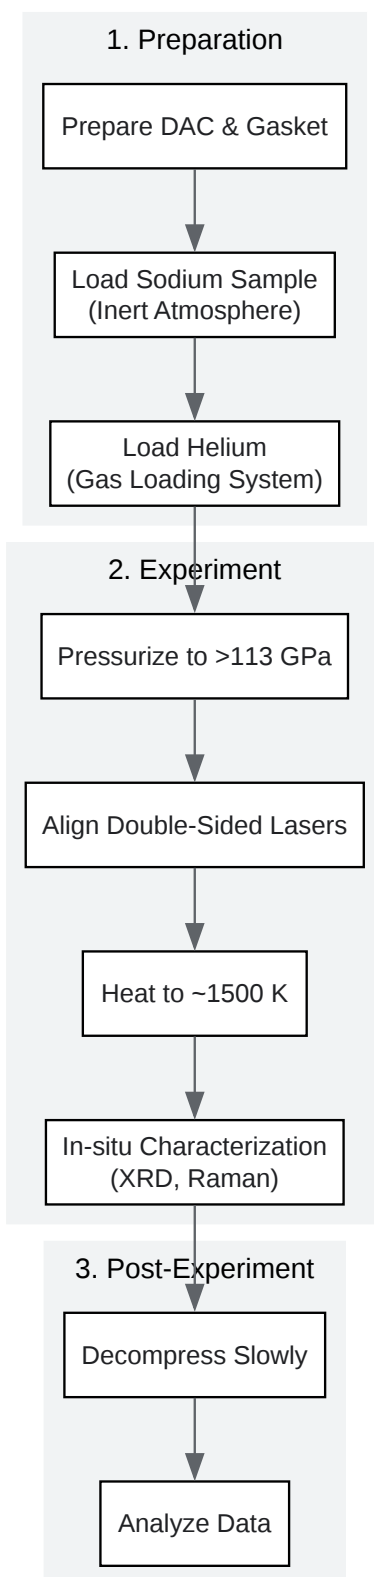 1. Preparation
Prepare DAC & Gasket
Load Sodium Sample
(Inert Atmosphere)
Load Helium
(Gas Loading System)
2. Experiment
Pressurize to >113 GPa
Align Double-Sided Lasers
Heat to ~1500 K
In-situ Characterization
(XRD, Raman)
3. Post-Experiment
Decompress Slowly
Analyze Data